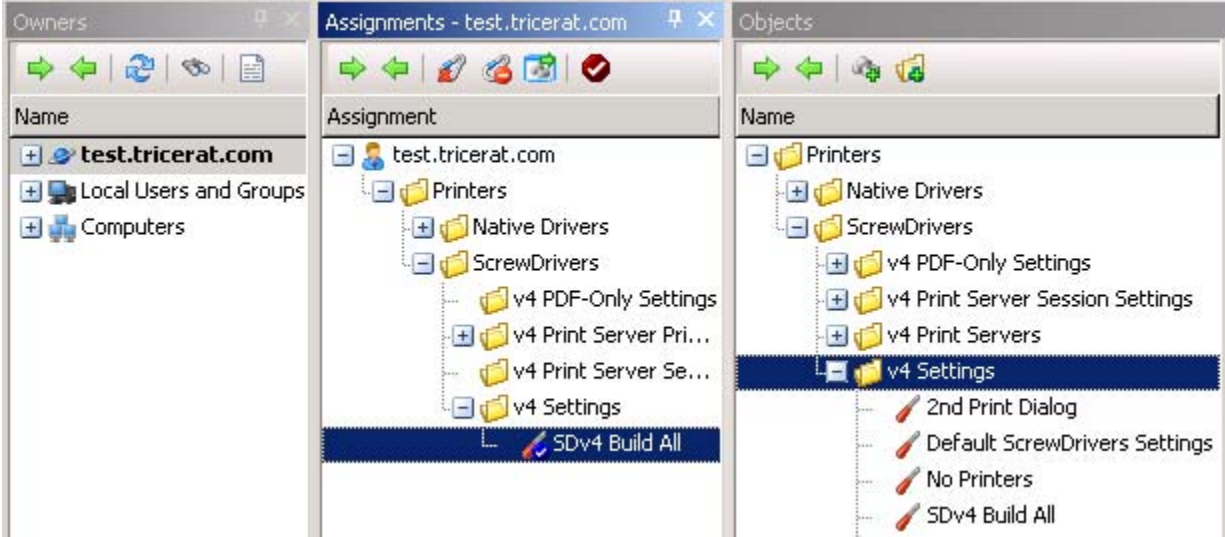 Owners
Name
test.tricerat.com
Local Users and Groups
Computers
Assignments - test.tricerat.com
Assignment
test.tricerat.com
Printers
Native Drivers
ScrewDrivers
v4 PDF-Only Settings
v4 Print Server Pri...
v4 Print Server Se...
v4 Settings
SDv4 Build All
Objects
Name
Printers
Native Drivers
ScrewDrivers
v4 PDF-Only Settings
v4 Print Server Session Settings
v4 Print Servers
v4 Settings
2nd Print Dialog
Default ScrewDrivers Settings
No Printers
SDv4 Build All